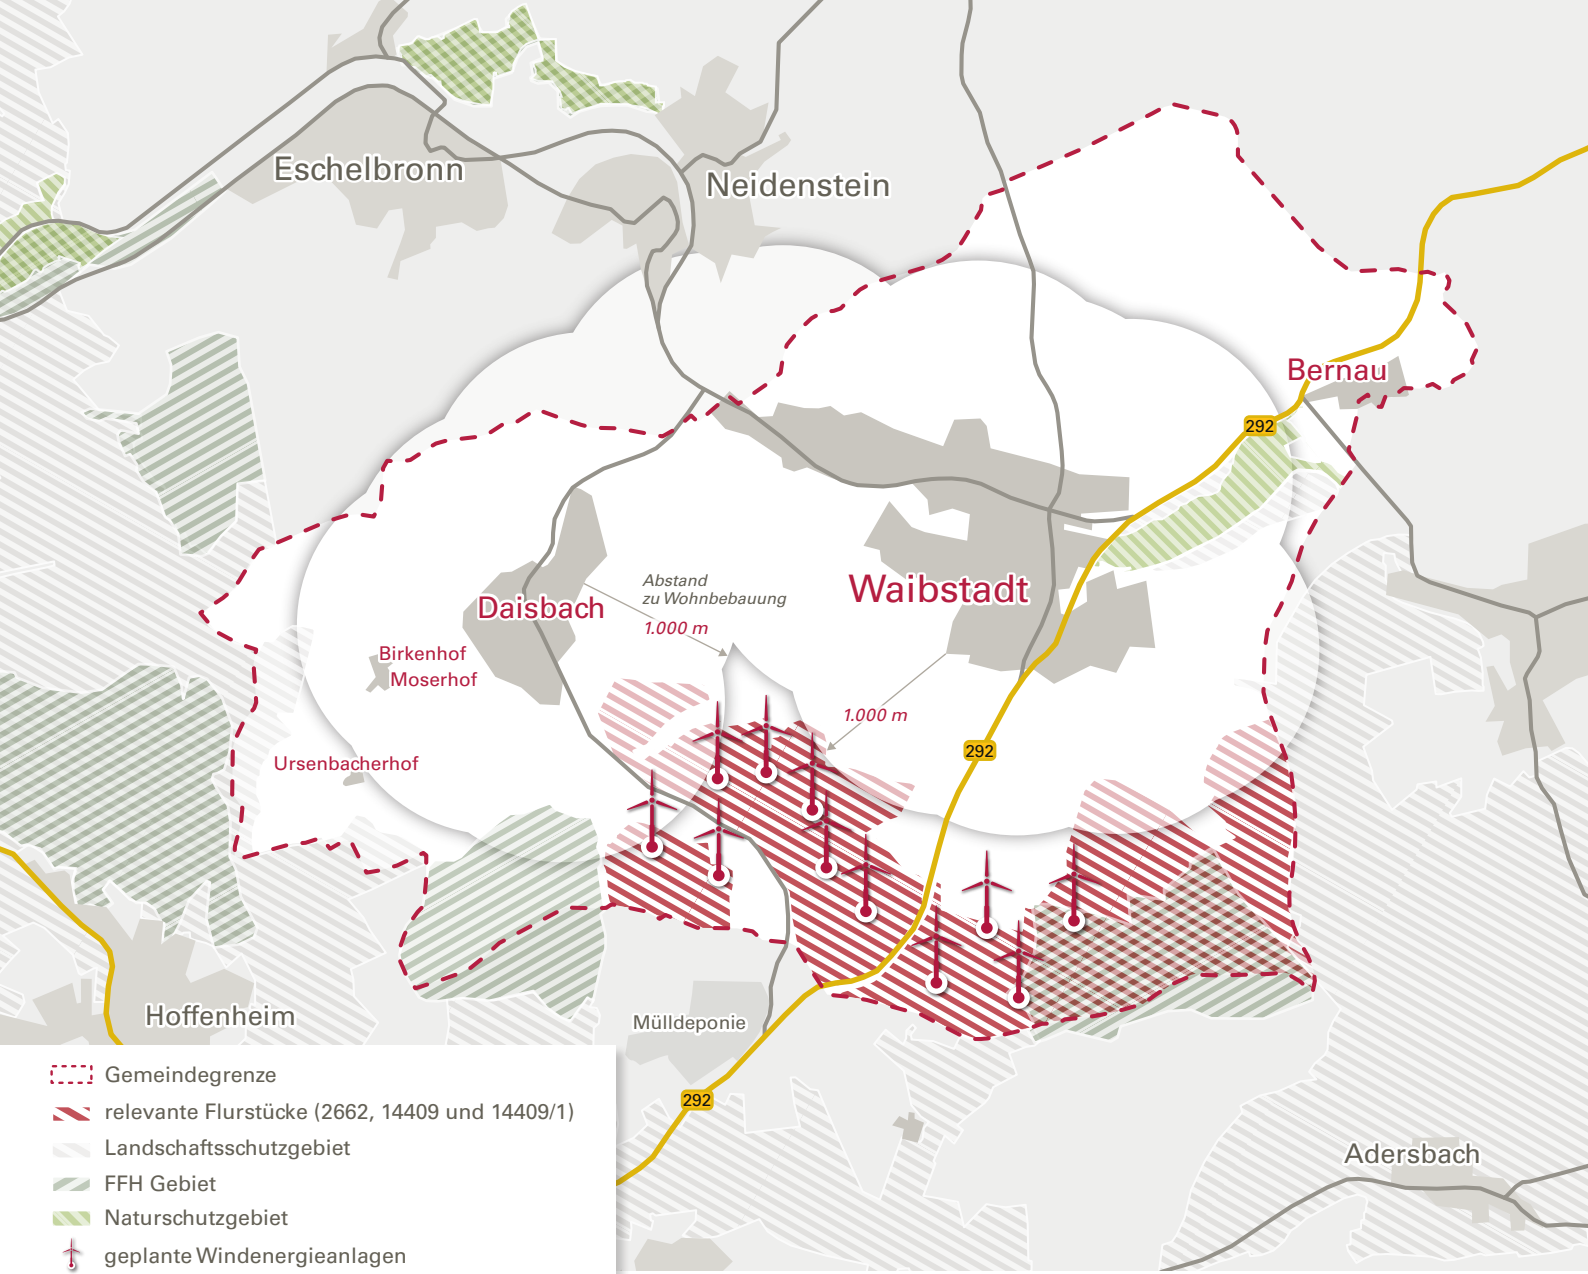 Eschelbronn
Neidenstein
Bernau
292
Abstand
zu Wohnbebauung
1.000 m
Waibstadt
Daisbach
Birkenhof
Moserhof
1.000 m
292
Ursenbacherhof
Hoffenheim
Mülldeponie
292
Adersbach
Gemeindegrenze
relevante Flurstücke (2662, 14409 und 14409/1)
Landschaftsschutzgebiet
FFH Gebiet
Naturschutzgebiet
geplante Windenergieanlagen